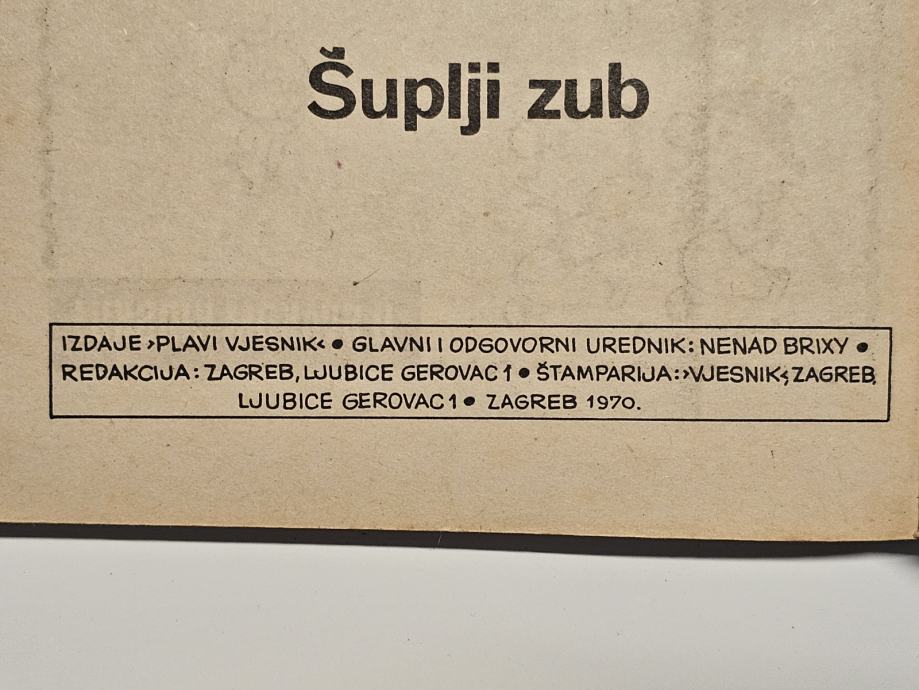 Šuplji zub
IZDAJE ›PLAVI VJESNIK‹ • GLAVNI I ODGOVORNI UREDNIK: NENAD BRIXY •
REDAKCIJA: ZAGREB, LJUBICE GEROVAC 1 • ŠTAMPARIJA: ›VJESNIK‹, ZAGREB,
LJUBICE GEROVAC 1 • ZAGREB 1970.